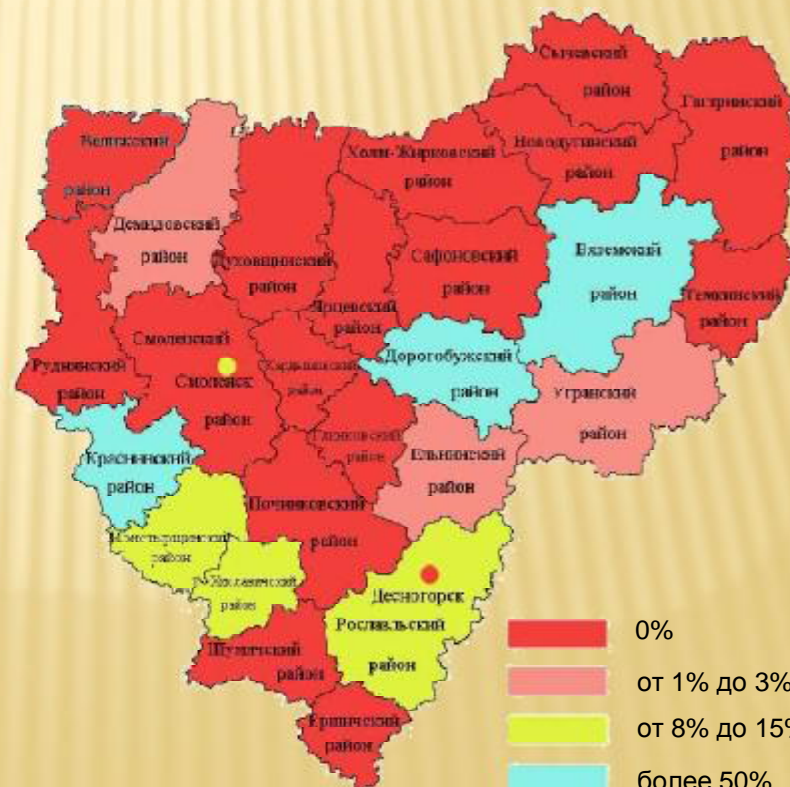 Сычевский
район
Гагаринский
район
Велижский
район
Холм-Жирковский
район
Новодугинский
район
Демидовский
район
Духовщинский
район
Сафоновский
район
Вяземский
район
Ярцевский
район
Темкинский
район
Смоленский
Смоленск
район
Руднянский
район
Кардымовский
район
Дорогобужский
район
Угранский
район
Глинковский
район
Краснинский
район
Ельнинский
район
Починковский
район
Монастырщинский
район
Хиславичский
район
Десногорск
Рославльский
район
Шумячский
район
Ершичский
район
0%
от 1% до 3%
от 8% до 15%
более 50%